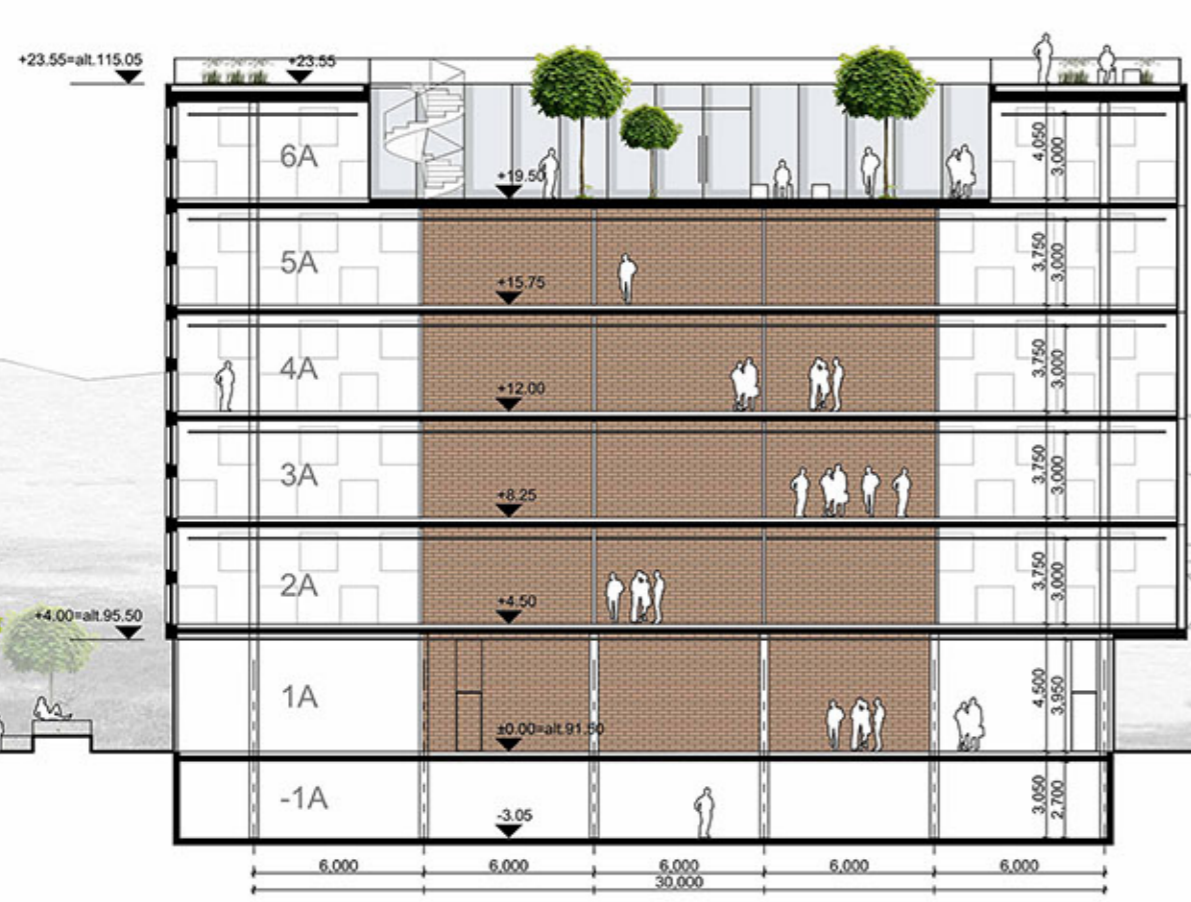 +23.55=alt.115.05
+23.55
6A
+19.50
4,050
3,000
5A
+15.75
3,750
3,000
4A
+12.00
3,750
3,000
3A
+8.25
3,750
3,000
2A
+4.50
3,750
3,000
+4.00=alt.95.50
1A
±0.00=alt.91.50
4,500
3,950
-1A
-3.05
3,050
2,700
6,000 6,000 6,000 6,000 6,000
30,000